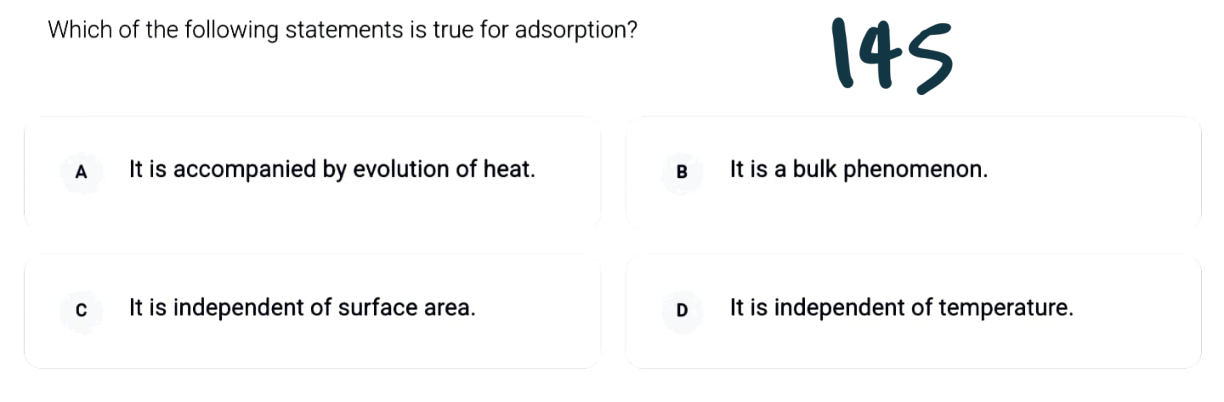 Which of the following statements is true for adsorption?
145
A It is accompanied by evolution of heat.
B It is a bulk phenomenon.
C It is independent of surface area.
D It is independent of temperature.